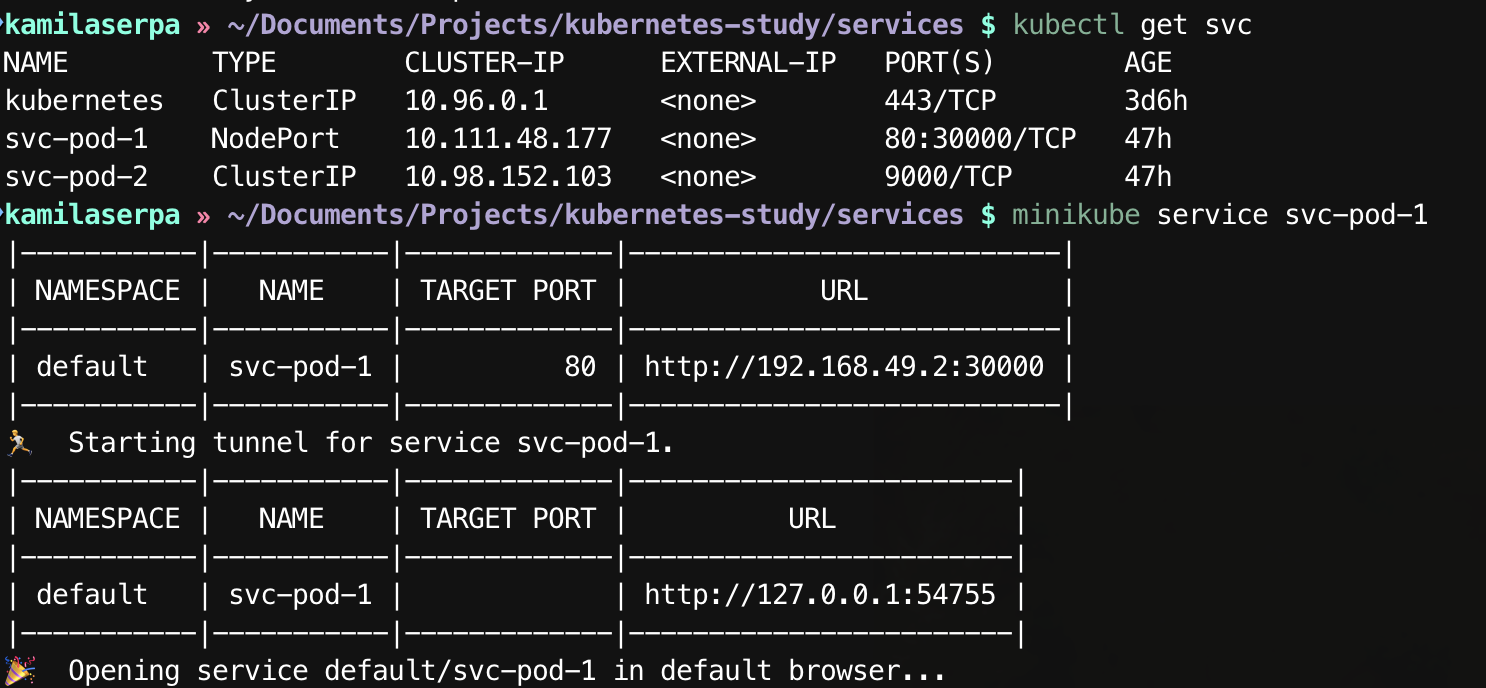 kamilaserpa » ~/Documents/Projects/kubernetes-study/services $ kubectl get svc
NAME         TYPE        CLUSTER-IP      EXTERNAL-IP   PORT(S)        AGE
kubernetes   ClusterIP   10.96.0.1       <none>        443/TCP        3d6h
svc-pod-1    NodePort    10.111.48.177   <none>        80:30000/TCP   47h
svc-pod-2    ClusterIP   10.98.152.103   <none>        9000/TCP       47h
kamilaserpa » ~/Documents/Projects/kubernetes-study/services $ minikube service svc-pod-1
|-----------|-----------|-------------|---------------------------|
| NAMESPACE |   NAME    | TARGET PORT |            URL            |
|-----------|-----------|-------------|---------------------------|
| default   | svc-pod-1 |          80 | http://192.168.49.2:30000 |
|-----------|-----------|-------------|---------------------------|
🏃  Starting tunnel for service svc-pod-1.
|-----------|-----------|-------------|------------------------|
| NAMESPACE |   NAME    | TARGET PORT |          URL           |
|-----------|-----------|-------------|------------------------|
| default   | svc-pod-1 |             | http://127.0.0.1:54755 |
|-----------|-----------|-------------|------------------------|
🎉  Opening service default/svc-pod-1 in default browser...